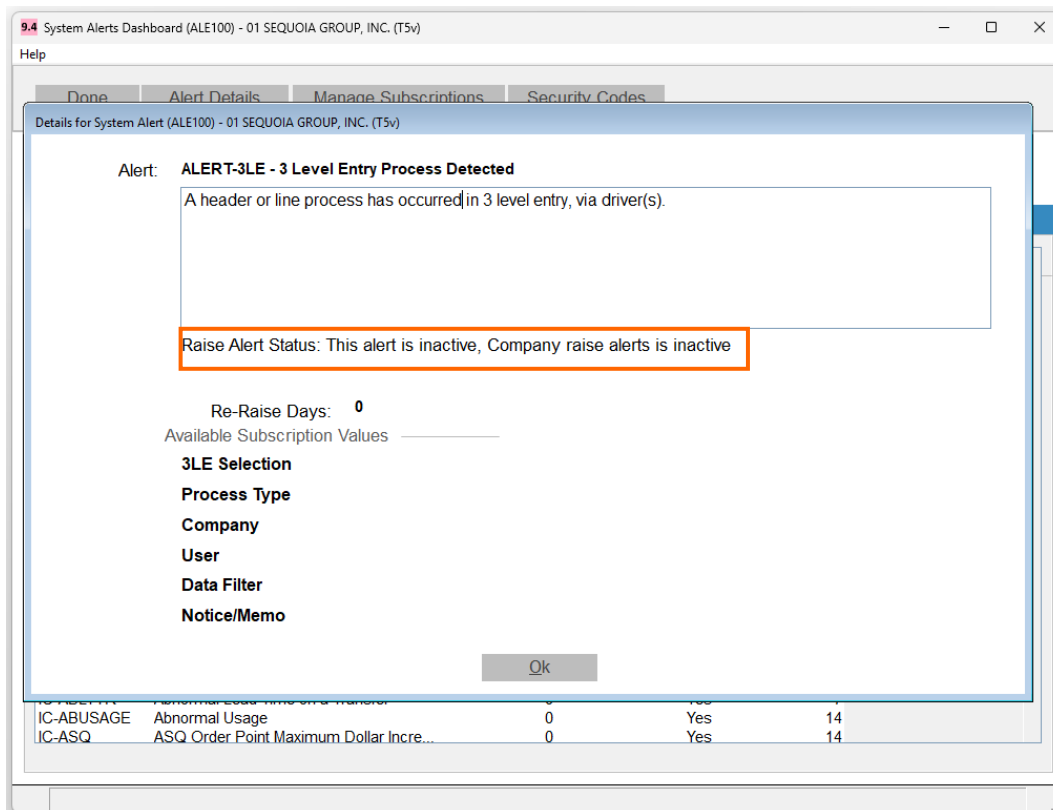 9.4 System Alerts Dashboard (ALE100) - 01 SEQUOIA GROUP, INC. (T5v)
Help
Done Alert Details Manage Subscriptions Security Codes
Details for System Alert (ALE100) - 01 SEQUOIA GROUP, INC. (T5v)
Alert: ALERT-3LE - 3 Level Entry Process Detected
A header or line process has occurred in 3 level entry, via driver(s).
Raise Alert Status: This alert is inactive, Company raise alerts is inactive
Re-Raise Days: 0
Available Subscription Values
3LE Selection
Process Type
Company
User
Data Filter
Notice/Memo
Ok
Abnormal Lead Time on a Transfer
IC-ABUSAGE Abnormal Usage 0 Yes 14
IC-ASQ ASQ Order Point Maximum Dollar Incre... 0 Yes 14